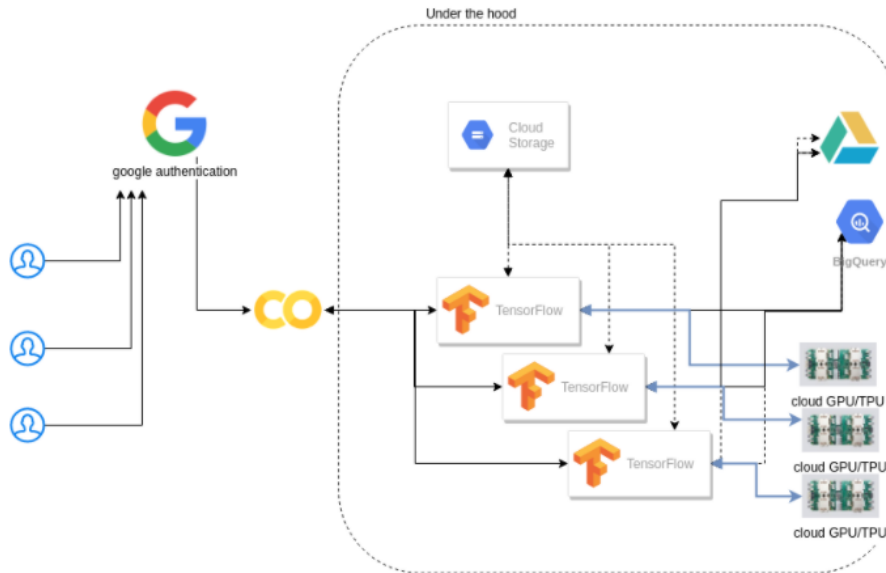 Under the hood
google authentication
Cloud
Storage
BigQuery
TensorFlow
TensorFlow
TensorFlow
cloud GPU/TPU
cloud GPU/TPU
cloud GPU/TPU